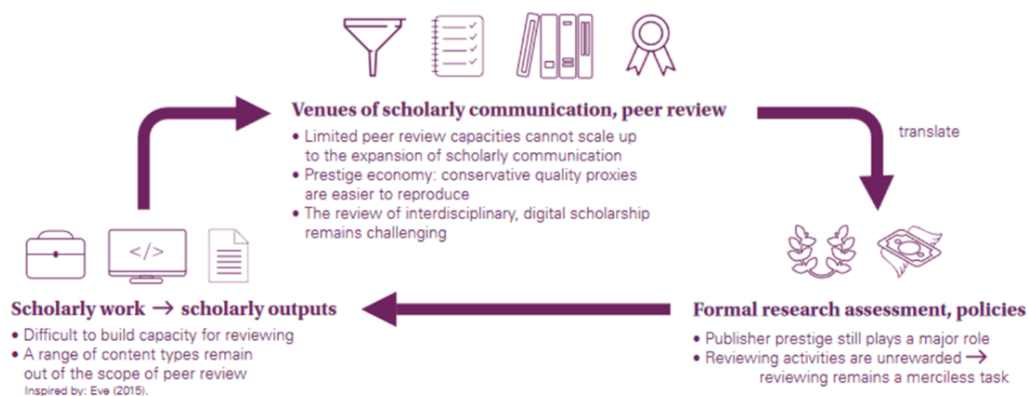 Venues of scholarly communication, peer review
• Limited peer review capacities cannot scale up
to the expansion of scholarly communication
• Prestige economy: conservative quality proxies
are easier to reproduce
• The review of interdisciplinary, digital scholarship
remains challenging
translate
</>
Scholarly work → scholarly outputs
• Difficult to build capacity for reviewing
• A range of content types remain
out of the scope of peer review
Inspired by: Eve (2015).
Formal research assessment, policies
• Publisher prestige still plays a major role
• Reviewing activities are unrewarded →
reviewing remains a merciless task